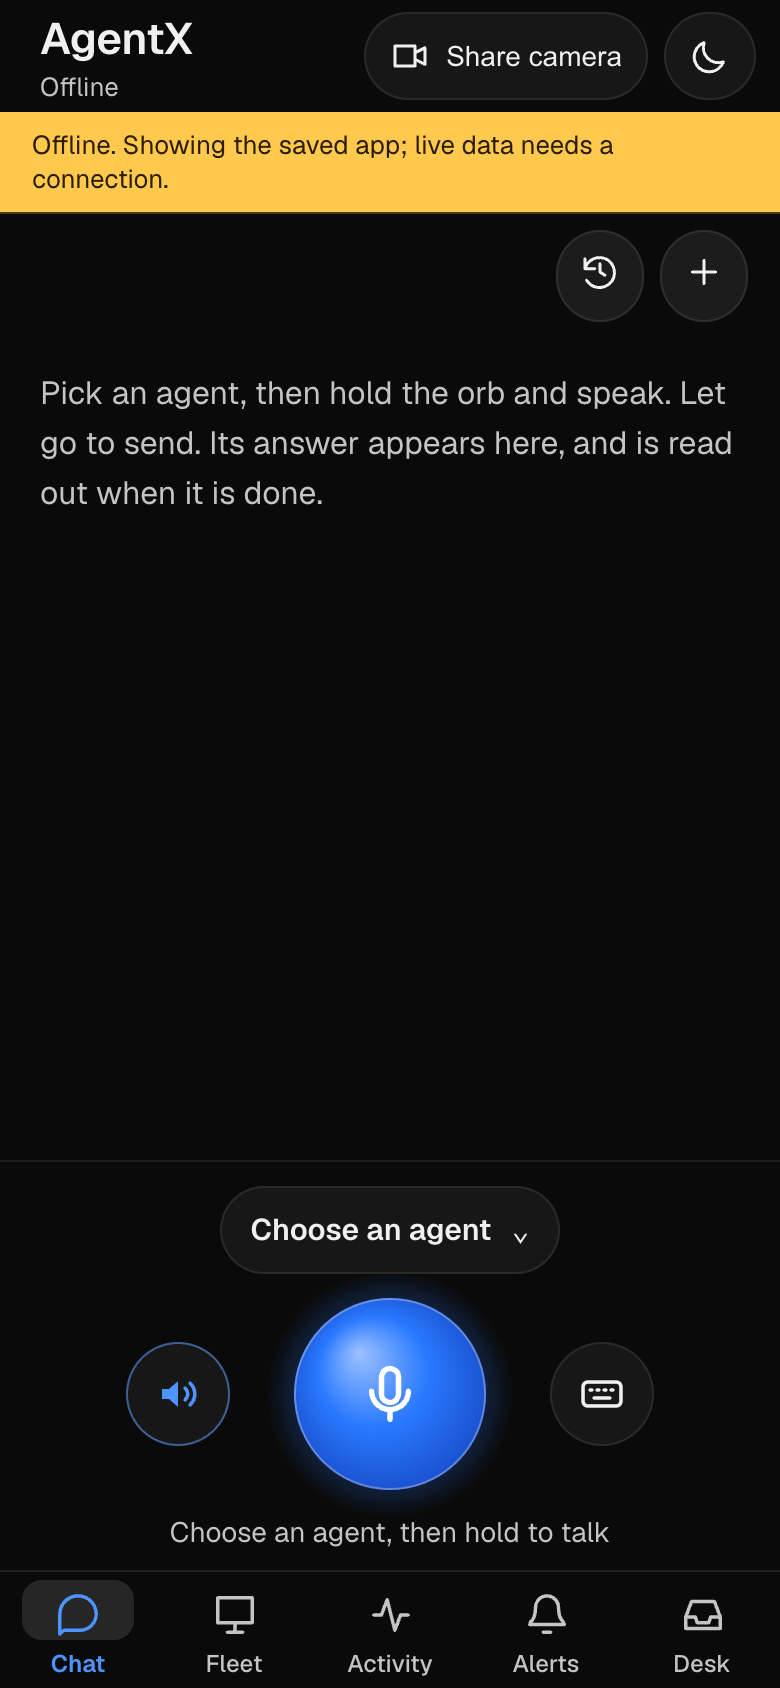 AgentX
Offline
Share camera
Offline. Showing the saved app; live data needs a
connection.
Pick an agent, then hold the orb and speak. Let
go to send. Its answer appears here, and is read
out when it is done.
Choose an agent
Choose an agent, then hold to talk
Chat
Fleet
Activity
Alerts
Desk